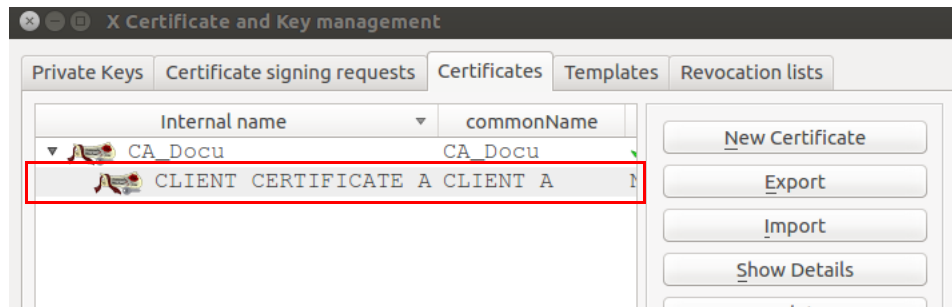 X Certificate and Key management
Private Keys Certificate signing requests Certificates Templates Revocation lists
Internal name commonName
CA_Docu CA_Docu
CLIENT CERTIFICATE A CLIENT A
New Certificate
Export
Import
Show Details